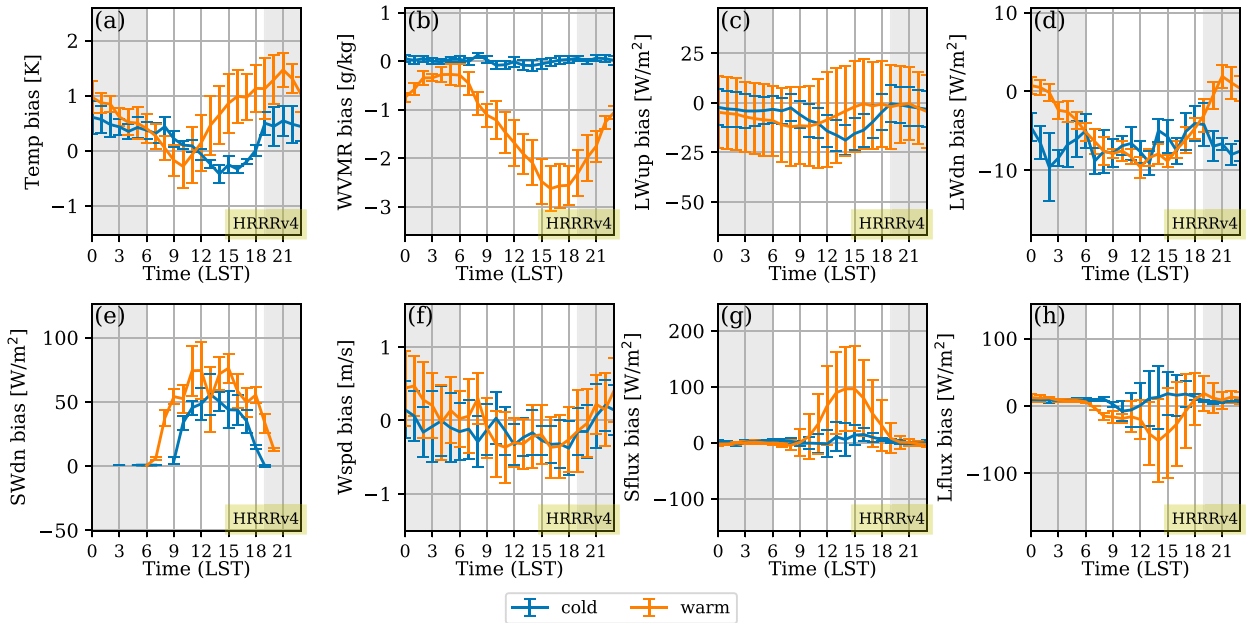 (a)
Temp bias [K]
2
1
0
−1
HRRRv4
0 3 6 9 12 15 18 21
Time (LST)
(b)
WVMR bias [g/kg]
1
0
−1
−2
−3
HRRRv4
0 3 6 9 12 15 18 21
Time (LST)
(c)
LWup bias [W/m²]
25
0
−25
−50
HRRRv4
0 3 6 9 12 15 18 21
Time (LST)
(d)
LWdn bias [W/m²]
10
0
−10
HRRRv4
0 3 6 9 12 15 18 21
Time (LST)
(e)
SWdn bias [W/m²]
100
50
0
−50
HRRRv4
0 3 6 9 12 15 18 21
Time (LST)
(f)
Wspd bias [m/s]
1
0
−1
HRRRv4
0 3 6 9 12 15 18 21
Time (LST)
(g)
Sflux bias [W/m²]
200
100
0
−100
HRRRv4
0 3 6 9 12 15 18 21
Time (LST)
(h)
Lflux bias [W/m²]
100
0
−100
HRRRv4
0 3 6 9 12 15 18 21
Time (LST)
cold warm